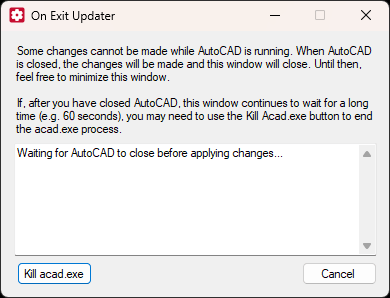 On Exit Updater
Some changes cannot be made while AutoCAD is running. When AutoCAD
is closed, the changes will be made and this window will close. Until then,
feel free to minimize this window.
If, after you have closed AutoCAD, this window continues to wait for a long
time (e.g. 60 seconds), you may need to use the Kill Acad.exe button to end
the acad.exe process.
Waiting for AutoCAD to close before applying changes...
Kill acad.exe
Cancel